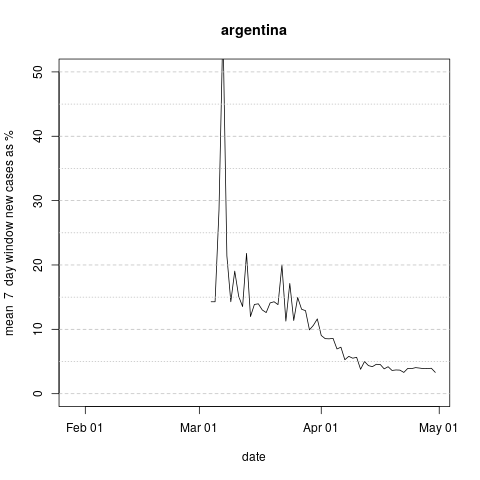 argentina
mean 7 day window new cases as %
50
40
30
20
10
0
Feb 01
Mar 01
Apr 01
May 01
date